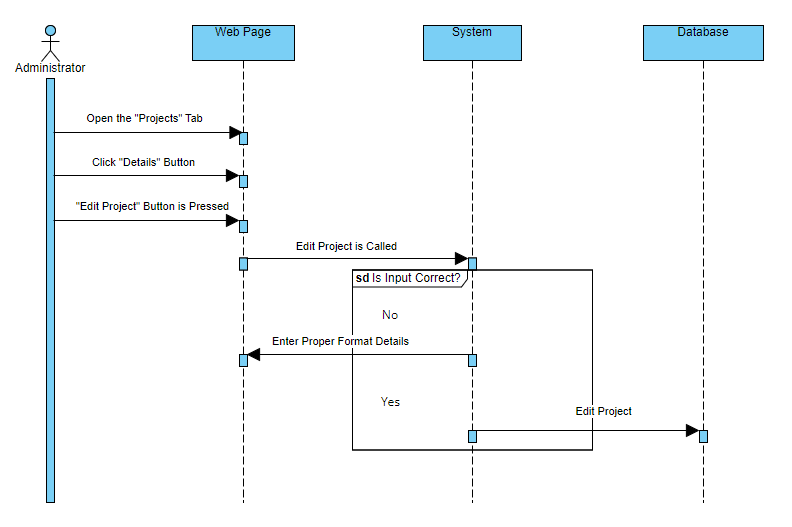 Web Page
System
Database
Administrator
Open the "Projects" Tab
Click "Details" Button
"Edit Project" Button is Pressed
Edit Project is Called
sd Is Input Correct?
No
Enter Proper Format Details
Yes
Edit Project